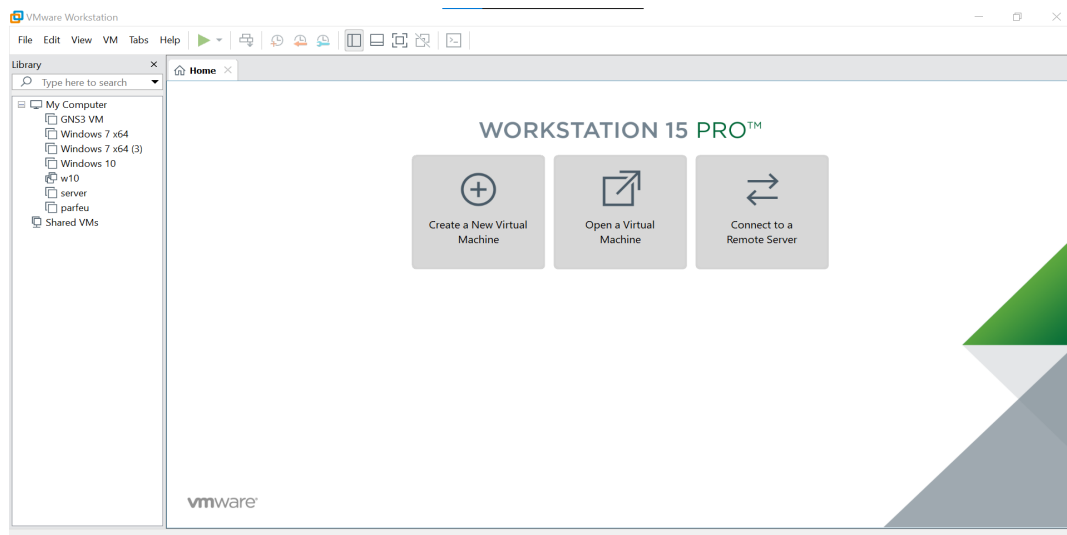 VMware Workstation
File Edit View VM Tabs Help
Library
Home
Type here to search
My Computer
GNS3 VM
Windows 7 x64
Windows 7 x64 (3)
Windows 10
w10
server
parfeu
Shared VMs
WORKSTATION 15 PRO™
Create a New Virtual
Machine
Open a Virtual
Machine
Connect to a
Remote Server
vmware